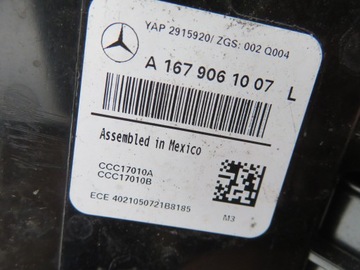 YAP 2915920/ ZGS: 002 Q004
A 167 906 10 07 L
Assembled in Mexico
CCC17010A
CCC17010B
ECE 4021050721B8185
M3